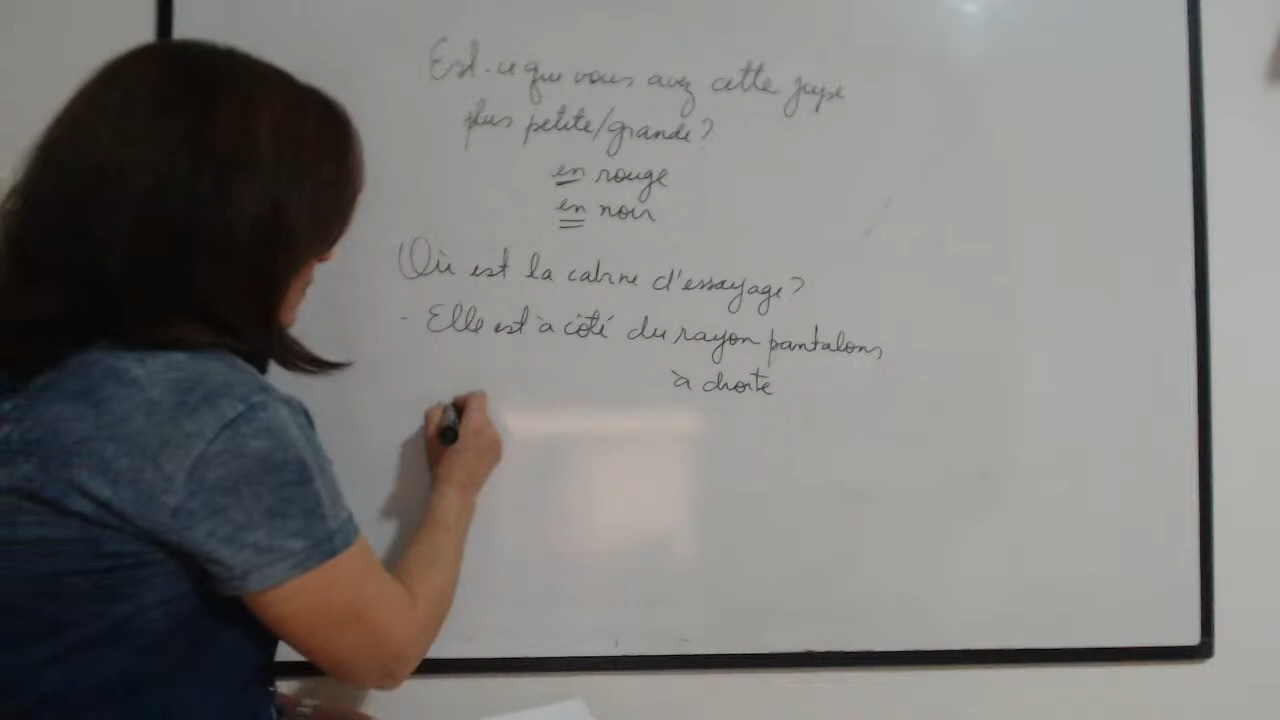 Est-ce que vous avez cette jupe
plus petite/grande?
en rouge
en noir
Où est la cabine d'essayage?
- Elle est à côté du rayon pantalons
à droite